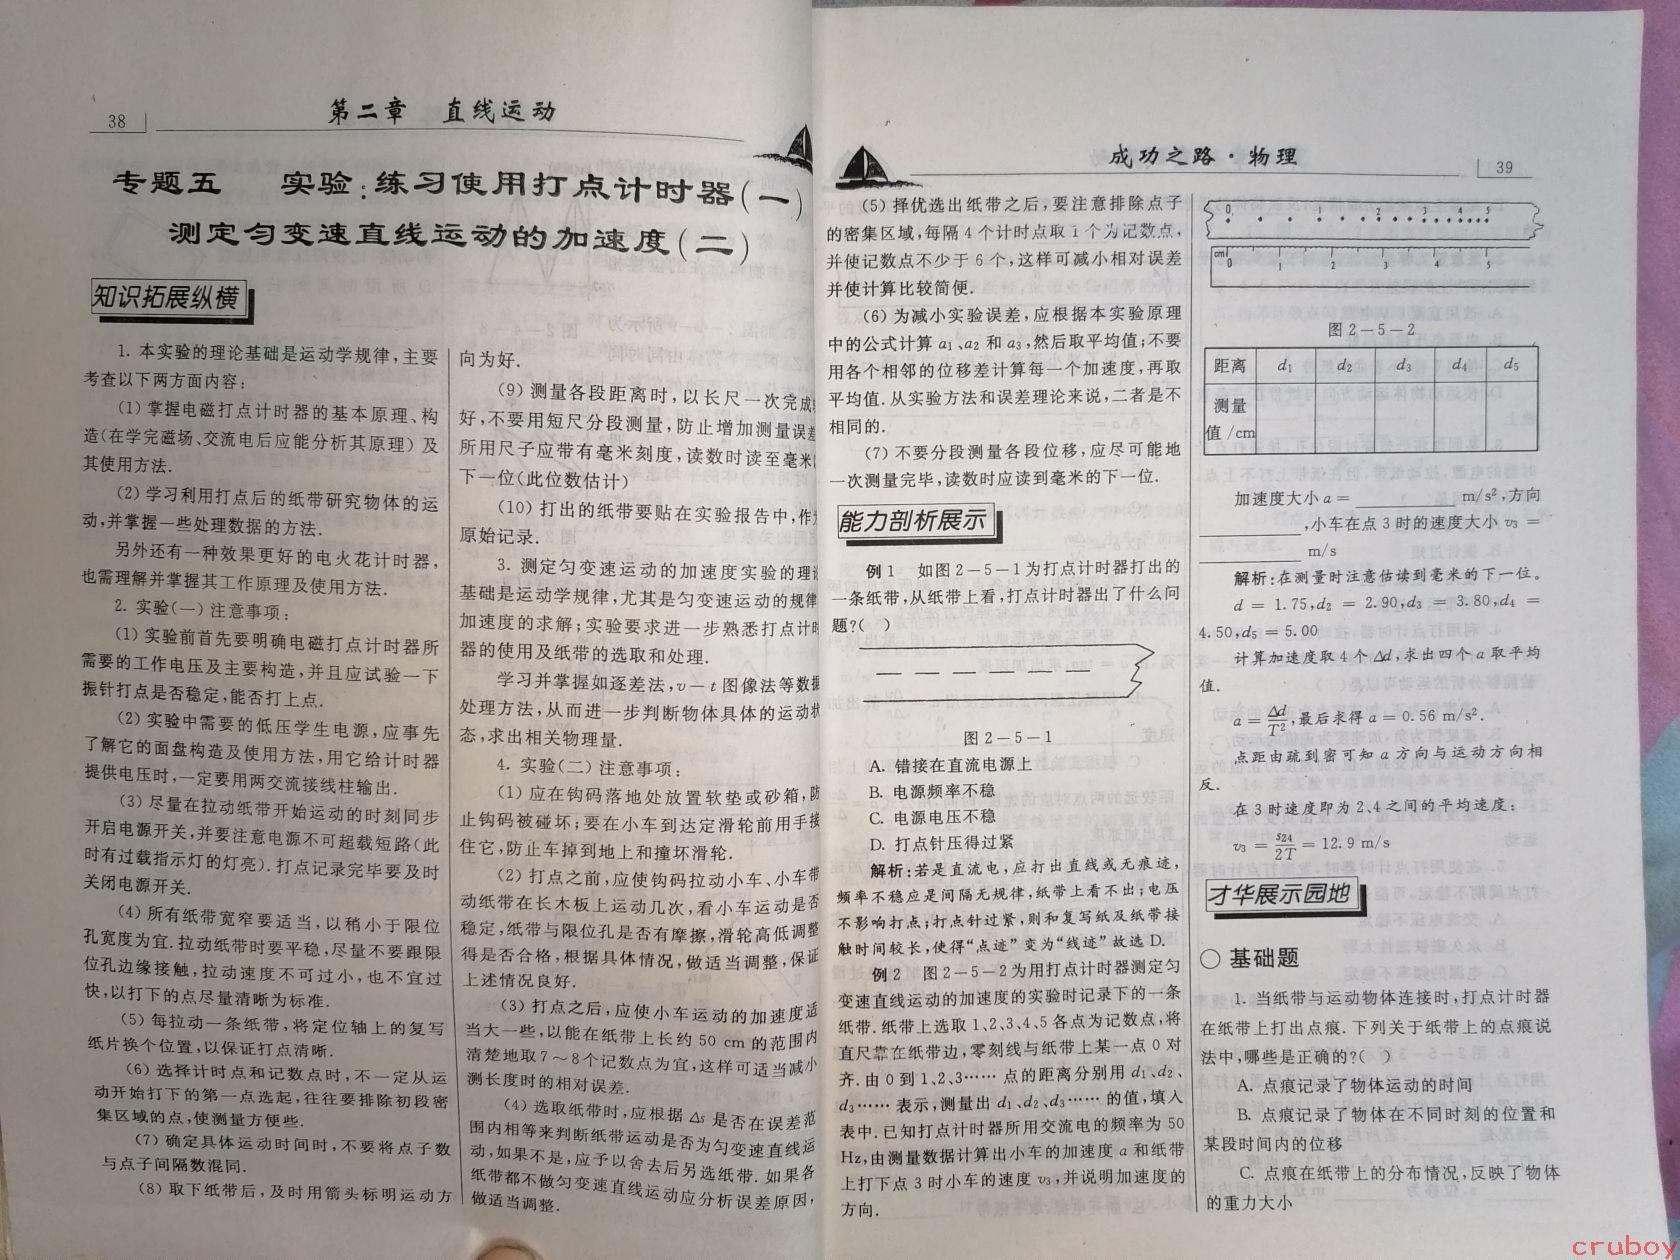 38
第二章 直线运动
专题五 实验:练习使用打点计时器(一)
测定匀变速直线运动的加速度(二)
知识拓展纵横
1. 本实验的理论基础是运动学规律,主要
考查以下两方面内容:
(1) 掌握电磁打点计时器的基本原理、构
造(在学完磁场、交流电后应能分析其原理)及
其使用方法.
(2) 学习利用打点后的纸带研究物体的运
动,并掌握一些处理数据的方法.
另外还有一种效果更好的电火花计时器,
也需理解并掌握其工作原理及使用方法.
2. 实验(一)注意事项:
(1) 实验前首先要明确电磁打点计时器所
需要的工作电压及主要构造,并且应试验一下
振针打点是否稳定,能否打上点.
(2) 实验中需要的低压学生电源,应事先
了解它的面盘构造及使用方法,用它给计时器
提供电压时,一定要用两交流接线柱输出.
(3) 尽量在拉动纸带开始运动的时刻同步
开启电源开关,并要注意电源不可超载短路(此
时有过载指示灯的灯亮).打点记录完毕要及时
关闭电源开关.
(4) 所有纸带宽窄要适当,以稍小于限位
孔宽度为宜.拉动纸带时要平稳,尽量不要跟限
位孔边缘接触,拉动速度不可过小,也不宜过
快,以打下的点尽量清晰为标准.
(5) 每拉动一条纸带,将定位轴上的复写
纸片换个位置,以保证打点清晰.
(6) 选择计时点和记数点时,不一定从运
动开始打下的第一点选起,往往要排除初段密
集区域的点,使测量方便些.
(7) 确定具体运动时间时,不要将点子数
与点子间隔数混同.
(8) 取下纸带后,及时用箭头标明运动方
向为好.
(9) 测量各段距离时,以长尺一次完成
好,不要用短尺分段测量,防止增加测量误差
所用尺子应带有毫米刻度,读数时读至毫米
下一位(此位数估计)
(10) 打出的纸带要贴在实验报告中,作
原始记录.
3. 测定匀变速运动的加速度实验的理
基础是运动学规律,尤其是匀变速运动的规律
加速度的求解;实验要求进一步熟悉打点计时
器的使用及纸带的选取和处理.
学习并掌握如逐差法,v－t 图像法等数据
处理方法,从而进一步判断物体具体的运动状
态,求出相关物理量.
4. 实验(二)注意事项:
(1) 应在钩码落地处放置软垫或砂箱,防
止钩码被碰坏;要在小车到达定滑轮前用手接
住它,防止车掉到地上和撞坏滑轮.
(2) 打点之前,应使钩码拉动小车、小车带
动纸带在长木板上运动几次,看小车运动是否
稳定,纸带与限位孔是否有摩擦,滑轮高低调整
得是否合格,根据具体情况,做适当调整,保证
上述情况良好.
(3) 打点之后,应使小车运动的加速度适
当大一些,以能在纸带上长约 50 cm 的范围内
清楚地取7～8个记数点为宜,这样可适当减小
测长度时的相对误差.
(4) 选取纸带时,应根据 Δs 是否在误差范
围内相等来判断纸带运动是否为匀变速直线运
动,如果不是,应予以舍去后另选纸带.如果各
纸带都不做匀变速直线运动应分析误差原因,
做适当调整.
成功之路·物理
39
(5) 择优选出纸带之后,要注意排除点子
的密集区域,每隔 4 个计时点取 1 个为记数点,
并使记数点不少于 6 个,这样可减小相对误差
并使计算比较简便.
(6) 为减小实验误差,应根据本实验原理
中的公式计算 a₁、a₂ 和 a₃,然后取平均值;不要
用各个相邻的位移差计算每一个加速度,再取
平均值.从实验方法和误差理论来说,二者是不
相同的.
(7) 不要分段测量各段位移,应尽可能地
一次测量完毕,读数时应读到毫米的下一位.
能力剖析展示
例 1 如图 2－5－1 为打点计时器打出的
一条纸带,从纸带上看,打点计时器出了什么问
题?( )
图 2－5－1
A. 错接在直流电源上
B. 电源频率不稳
C. 电源电压不稳
D. 打点针压得过紧
解析:若是直流电,应打出直线或无痕迹,
频率不稳应是间隔无规律,纸带上看不出;电压
不影响打点;打点针过紧,则和复写纸及纸带接
触时间较长,使得“点迹”变为“线迹”故选 D.
例 2 图 2－5－2 为用打点计时器测定匀
变速直线运动的加速度的实验时记录下的一条
纸带.纸带上选取 1、2、3、4、5 各点为记数点,将
直尺靠在纸带边,零刻线与纸带上某一点 0 对
齐.由 0 到 1、2、3…… 点的距离分别用 d₁、d₂、
d₃…… 表示,测量出 d₁、d₂、d₃…… 的值,填入
表中.已知打点计时器所用交流电的频率为 50
Hz,由测量数据计算出小车的加速度 a 和纸带
上打下点 3 时小车的速度 v₃,并说明加速度的
方向.
0 1 2 3 4 5
cm 0 1 2 3 4 5
图 2－5－2
距离 d₁ d₂ d₃ d₄ d₅
测量
值 /cm
加速度大小 a = ______ m/s²,方向
______,小车在点 3 时的速度大小 v₃ =
______ m/s
解析:在测量时注意估读到毫米的下一位。
d = 1.75,d₂ = 2.90,d₃ = 3.80,d₄ =
4.50,d₅ = 5.00
计算加速度取 4 个 Δd,求出四个 a 取平均
值.
a = Δd/T²,最后求得 a = 0.56 m/s².
点距由疏到密可知 a 方向与运动方向相
反.
在 3 时速度即为 2、4 之间的平均速度:
v₃ = s₂₄/2T = 12.9 m/s
才华展示园地
○ 基础题
1. 当纸带与运动物体连接时,打点计时器
在纸带上打出点痕.下列关于纸带上的点痕说
法中,哪些是正确的?( )
A. 点痕记录了物体运动的时间
B. 点痕记录了物体在不同时刻的位置和
某段时间内的位移
C. 点痕在纸带上的分布情况,反映了物体
的重力大小
cruboy